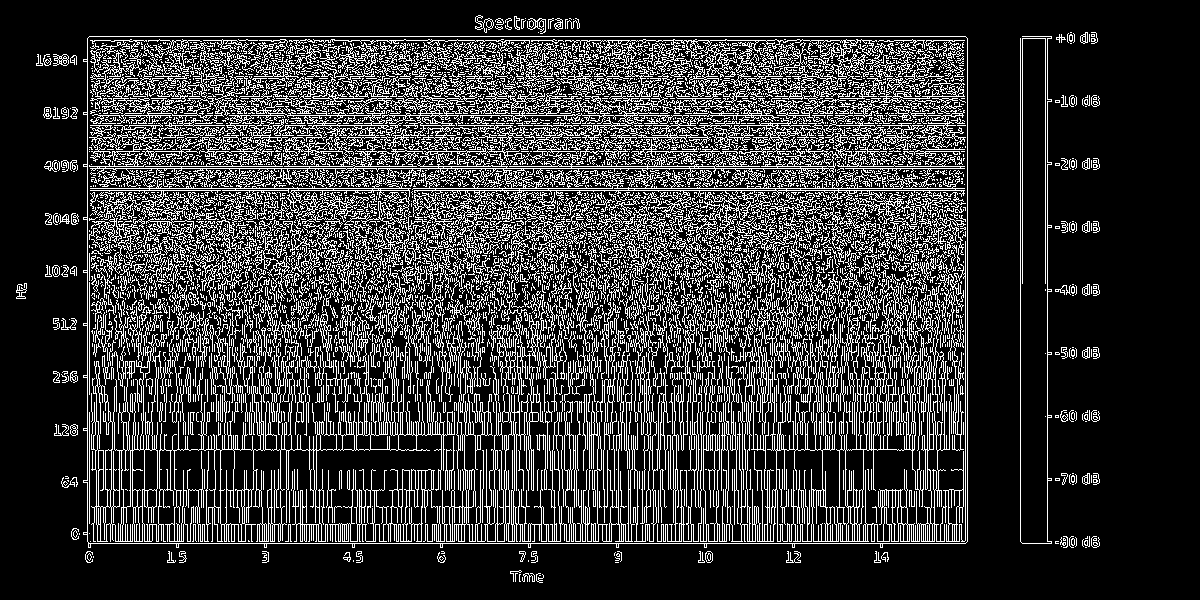 Spectrogram
+0 dB
16384
-10 dB
8192
-20 dB
4096
-30 dB
2048
1024
-40 dB
Hz
512
-50 dB
256
-60 dB
128
-70 dB
64
0
-80 dB
0 1.5 3 4.5 6 7.5 9 10 12 14
Time